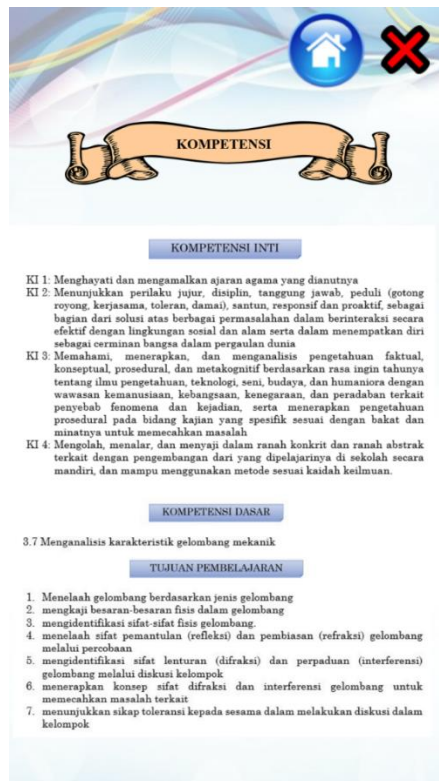 KOMPETENSI
KOMPETENSI INTI
KI 1: Menghayati dan mengamalkan ajaran agama yang dianutnya
KI 2: Menunjukkan perilaku jujur, disiplin, tanggung jawab, peduli (gotong
royong, kerjasama, toleran, damai), santun, responsif dan proaktif, sebagai
bagian dari solusi atas berbagai permasalahan dalam berinteraksi secara
efektif dengan lingkungan sosial dan alam serta dalam menempatkan diri
sebagai cerminan bangsa dalam pergaulan dunia
KI 3: Memahami, menerapkan, dan menganalisis pengetahuan faktual,
konseptual, prosedural, dan metakognitif berdasarkan rasa ingin tahunya
tentang ilmu pengetahuan, teknologi, seni, budaya, dan humaniora dengan
wawasan kemanusiaan, kebangsaan, kenegaraan, dan peradaban terkait
penyebab fenomena dan kejadian, serta menerapkan pengetahuan
prosedural pada bidang kajian yang spesifik sesuai dengan bakat dan
minatnya untuk memecahkan masalah
KI 4: Mengolah, menalar, dan menyaji dalam ranah konkrit dan ranah abstrak
terkait dengan pengembangan dari yang dipelajarinya di sekolah secara
mandiri, dan mampu menggunakan metode sesuai kaidah keilmuan.
KOMPETENSI DASAR
3.7 Menganalisis karakteristik gelombang mekanik
TUJUAN PEMBELAJARAN
1. Menelaah gelombang berdasarkan jenis gelombang
2. mengkaji besaran-besaran fisis dalam gelombang
3. mengidentifikasi sifat-sifat fisis gelombang.
4. menelaah sifat pemantulan (refleksi) dan pembiasan (refraksi) gelombang
melalui percobaan
5. mengidentifikasi sifat lenturan (difraksi) dan perpaduan (interferensi)
gelombang melalui diskusi kelompok
6. menerapkan konsep sifat difraksi dan interferensi gelombang untuk
memecahkan masalah terkait
7. menunjukkan sikap toleransi kepada sesama dalam melakukan diskusi dalam
kelompok